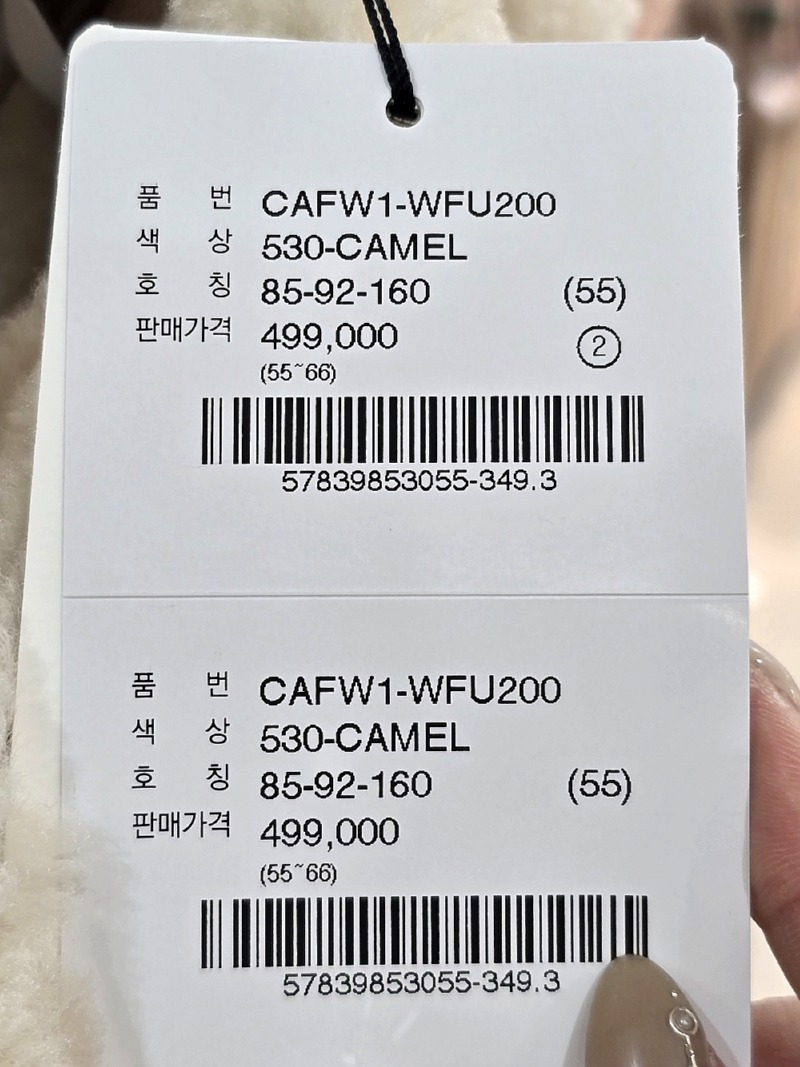 품 번 CAFW1-WFU200
색 상 530-CAMEL
호 칭 85-92-160 (55)
판매가격 499,000 ②
(55~66)
57839853055-349.3
품 번 CAFW1-WFU200
색 상 530-CAMEL
호 칭 85-92-160 (55)
판매가격 499,000
(55~66)
57839853055-349.3